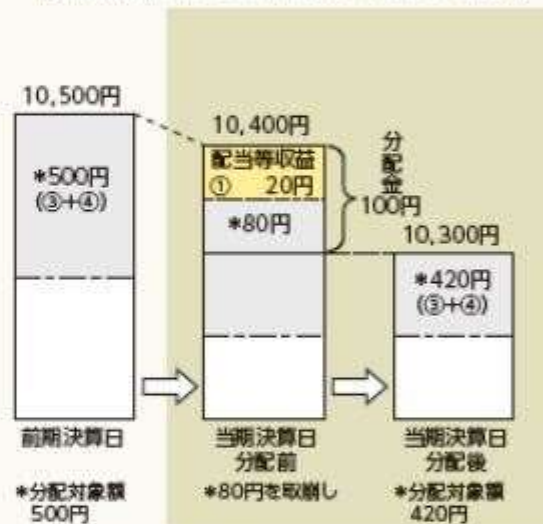 10,500円
*500円
(③+④)
前期決算日
*分配対象額
500円
10,400円
配当等収益
① 20円
*80円
分配金
100円
当期決算日
分配前
*80円を取崩し
10,300円
*420円
(③+④)
当期決算日
分配後
*分配対象額
420円